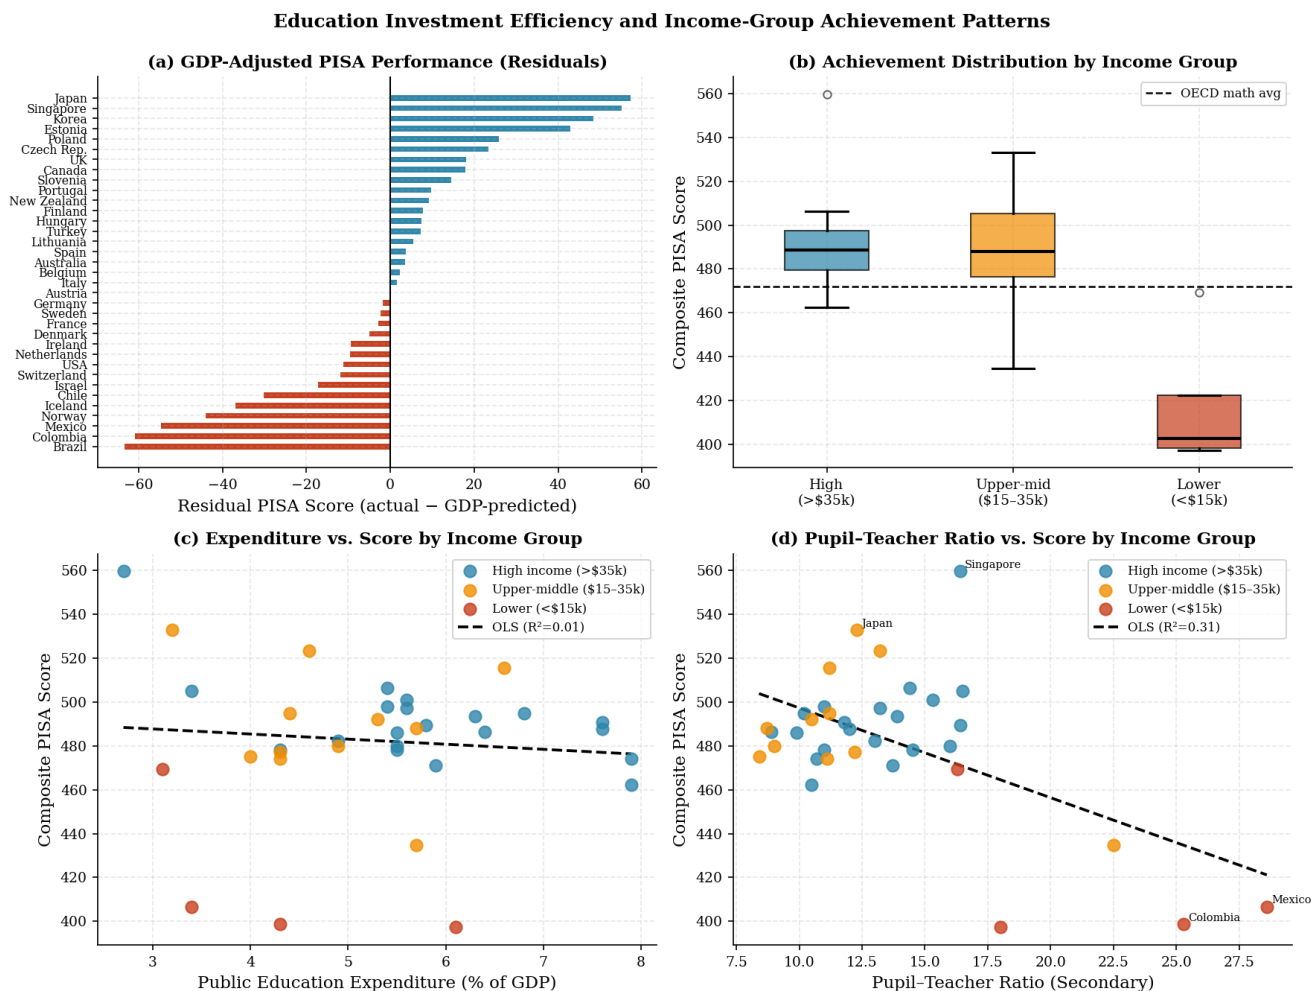 Education Investment Efficiency and Income-Group Achievement Patterns
(a) GDP-Adjusted PISA Performance (Residuals)
Japan
Singapore
Korea
Estonia
Poland
Czech Rep.
UK
Canada
Slovenia
Portugal
New Zealand
Finland
Hungary
Turkey
Lithuania
Spain
Australia
Belgium
Italy
Austria
Germany
Sweden
France
Denmark
Ireland
Netherlands
USA
Switzerland
Israel
Chile
Iceland
Norway
Mexico
Colombia
Brazil
−60 −40 −20 0 20 40 60
Residual PISA Score (actual − GDP-predicted)
(b) Achievement Distribution by Income Group
OECD math avg
Composite PISA Score
560
540
520
500
480
460
440
420
400
High
(>$35k)
Upper-mid
($15–35k)
Lower
(<$15k)
(c) Expenditure vs. Score by Income Group
High income (>$35k)
Upper-middle ($15–35k)
Lower (<$15k)
OLS (R²=0.01)
Composite PISA Score
560
540
520
500
480
460
440
420
400
3 4 5 6 7 8
Public Education Expenditure (% of GDP)
(d) Pupil–Teacher Ratio vs. Score by Income Group
High income (>$35k)
Upper-middle ($15–35k)
Lower (<$15k)
OLS (R²=0.31)
Composite PISA Score
560
540
520
500
480
460
440
420
400
Singapore
Japan
Mexico
Colombia
7.5 10.0 12.5 15.0 17.5 20.0 22.5 25.0 27.5
Pupil–Teacher Ratio (Secondary)